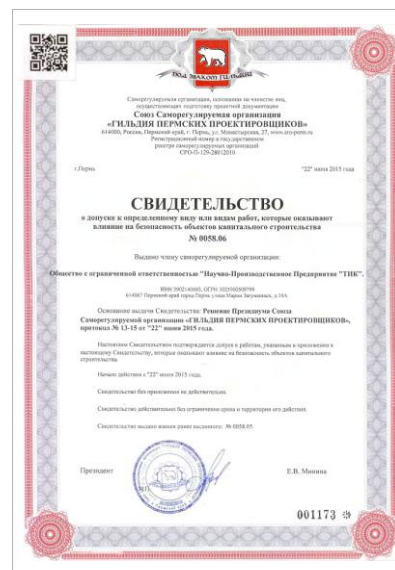 ПОД ЗНАКОМ ГИЛЬДИИ
Саморегулируемая организация, основанная на членстве лиц,
осуществляющих подготовку проектной документации
Союз Саморегулируемая организация
«ГИЛЬДИЯ ПЕРМСКИХ ПРОЕКТИРОВЩИКОВ»
614000, Россия, Пермский край, г. Пермь, ул. Монастырская, 27, www.sro-perm.ru
Регистрационный номер в государственном
реестре саморегулируемых организаций
СРО-П-129-28012010
г.Пермь
"22" июня 2015 года
СВИДЕТЕЛЬСТВО
о допуске к определенному виду или видам работ, которые оказывают
влияние на безопасность объектов капитального строительства
№ 0058.06
Выдано члену саморегулируемой организации:
Общество с ограниченной ответственностью "Научно-Производственное Предприятие "ТИК".
Основание выдачи Свидетельства: Решение Президиума Союза
Саморегулируемой организации «ГИЛЬДИЯ ПЕРМСКИХ ПРОЕКТИРОВЩИКОВ»,
протокол № 13-15 от "22" июня 2015 года.
Настоящим Свидетельством подтверждается допуск к работам, указанным в приложении к
настоящему Свидетельству, которые оказывают влияние на безопасность объектов капитального
строительства.
Начало действия с "22" июня 2015 года.
Свидетельство без приложения не действительно.
Свидетельство действительно без ограничения срока и территории его действия.
Свидетельство выдано взамен ранее выданного: № 0058.05
Президент
Е.В. Минина
М.П.
001173